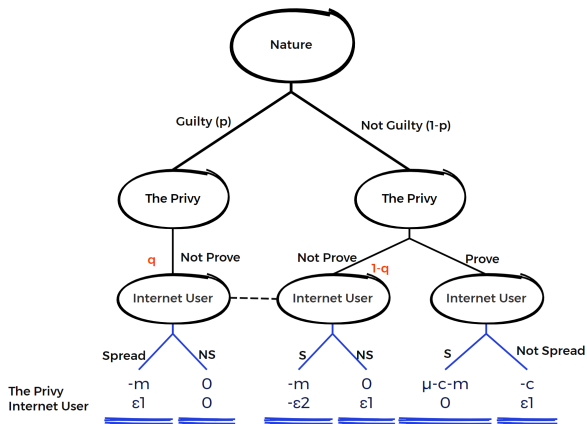 Nature
Guilty (p)
Not Guilty (1-p)
The Privy
The Privy
q
Not Prove
Not Prove
1-q
Prove
Internet User
Internet User
Internet User
Spread
NS
S
NS
S
Not Spread
The Privy
-m
0
-m
0
μ-c-m
-c
Internet User
ε1
0
-ε2
ε1
0
ε1